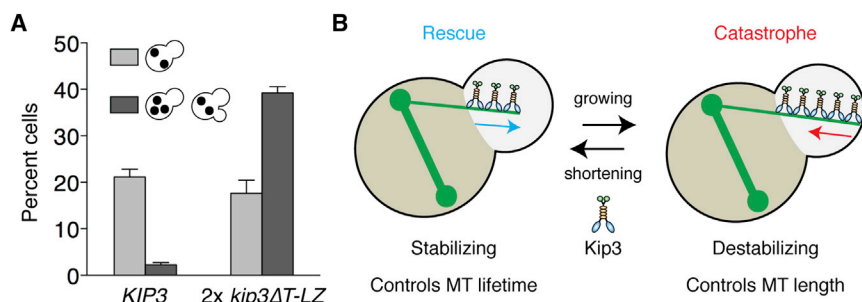 A
Percent cells
50
40
30
20
10
0
KIP3
2x kip3ΔT-LZ
B
Rescue
Catastrophe
growing
shortening
Kip3
Stabilizing
Destabilizing
Controls MT lifetime
Controls MT length